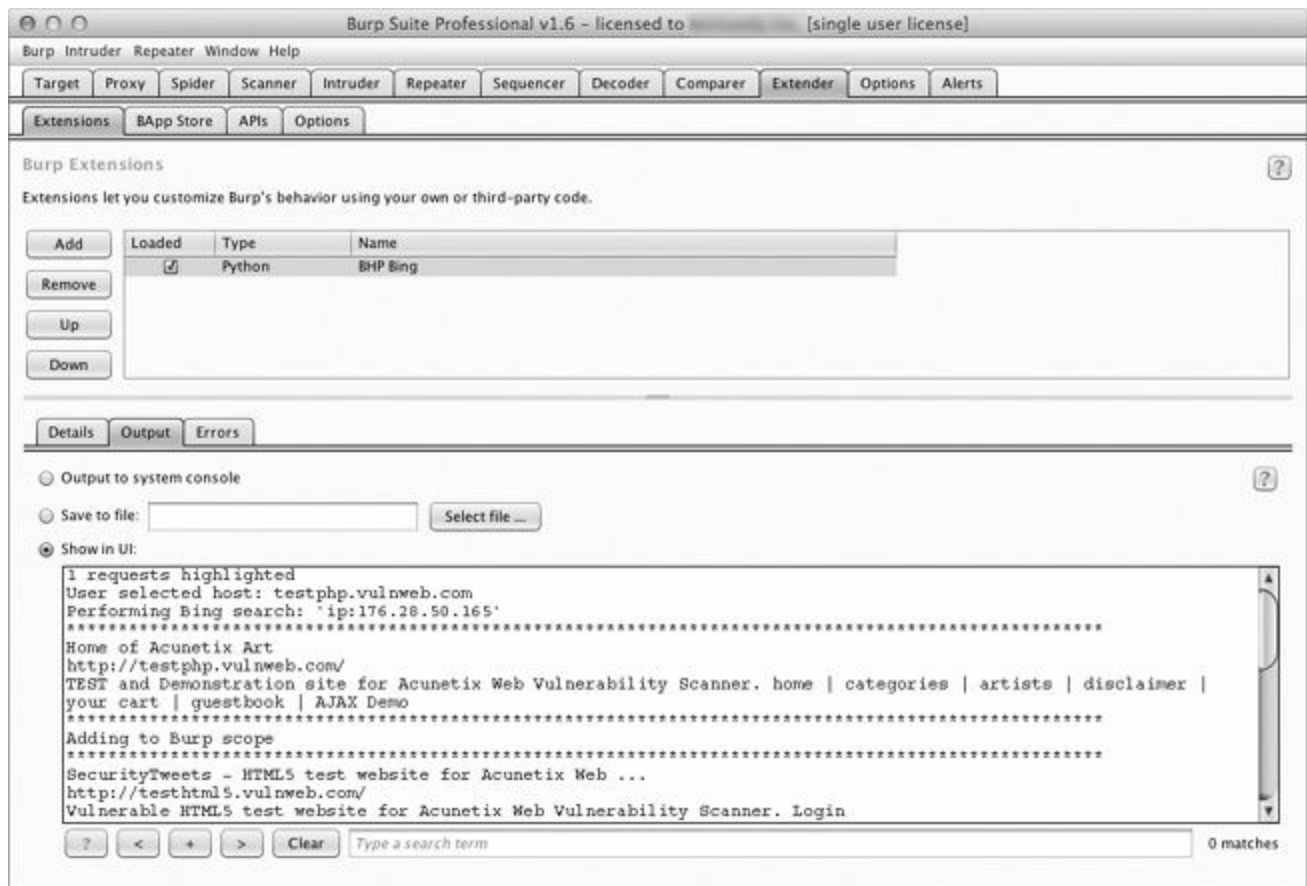 Burp Suite Professional v1.6 – licensed to [single user license]
Burp Intruder Repeater Window Help
Target Proxy Spider Scanner Intruder Repeater Sequencer Decoder Comparer Extender Options Alerts
Extensions BApp Store APIs Options
Burp Extensions
?
Extensions let you customize Burp's behavior using your own or third-party code.
Add
Loaded Type Name
Python BHP Bing
Remove
Up
Down
Details Output Errors
Output to system console
?
Save to file: Select file ...
Show in UI:
1 requests highlighted
User selected host: testphp.vulnweb.com
Performing Bing search: 'ip:176.28.50.165'
****************************************************************************************************
Home of Acunetix Art
http://testphp.vulnweb.com/
TEST and Demonstration site for Acunetix Web Vulnerability Scanner. home | categories | artists | disclaimer |
your cart | guestbook | AJAX Demo
****************************************************************************************************
Adding to Burp scope
****************************************************************************************************
SecurityTweets - HTML5 test website for Acunetix Web ...
http://testhtml5.vulnweb.com/
Vulnerable HTML5 test website for Acunetix Web Vulnerability Scanner. Login
? < + > Clear Type a search term 0 matches